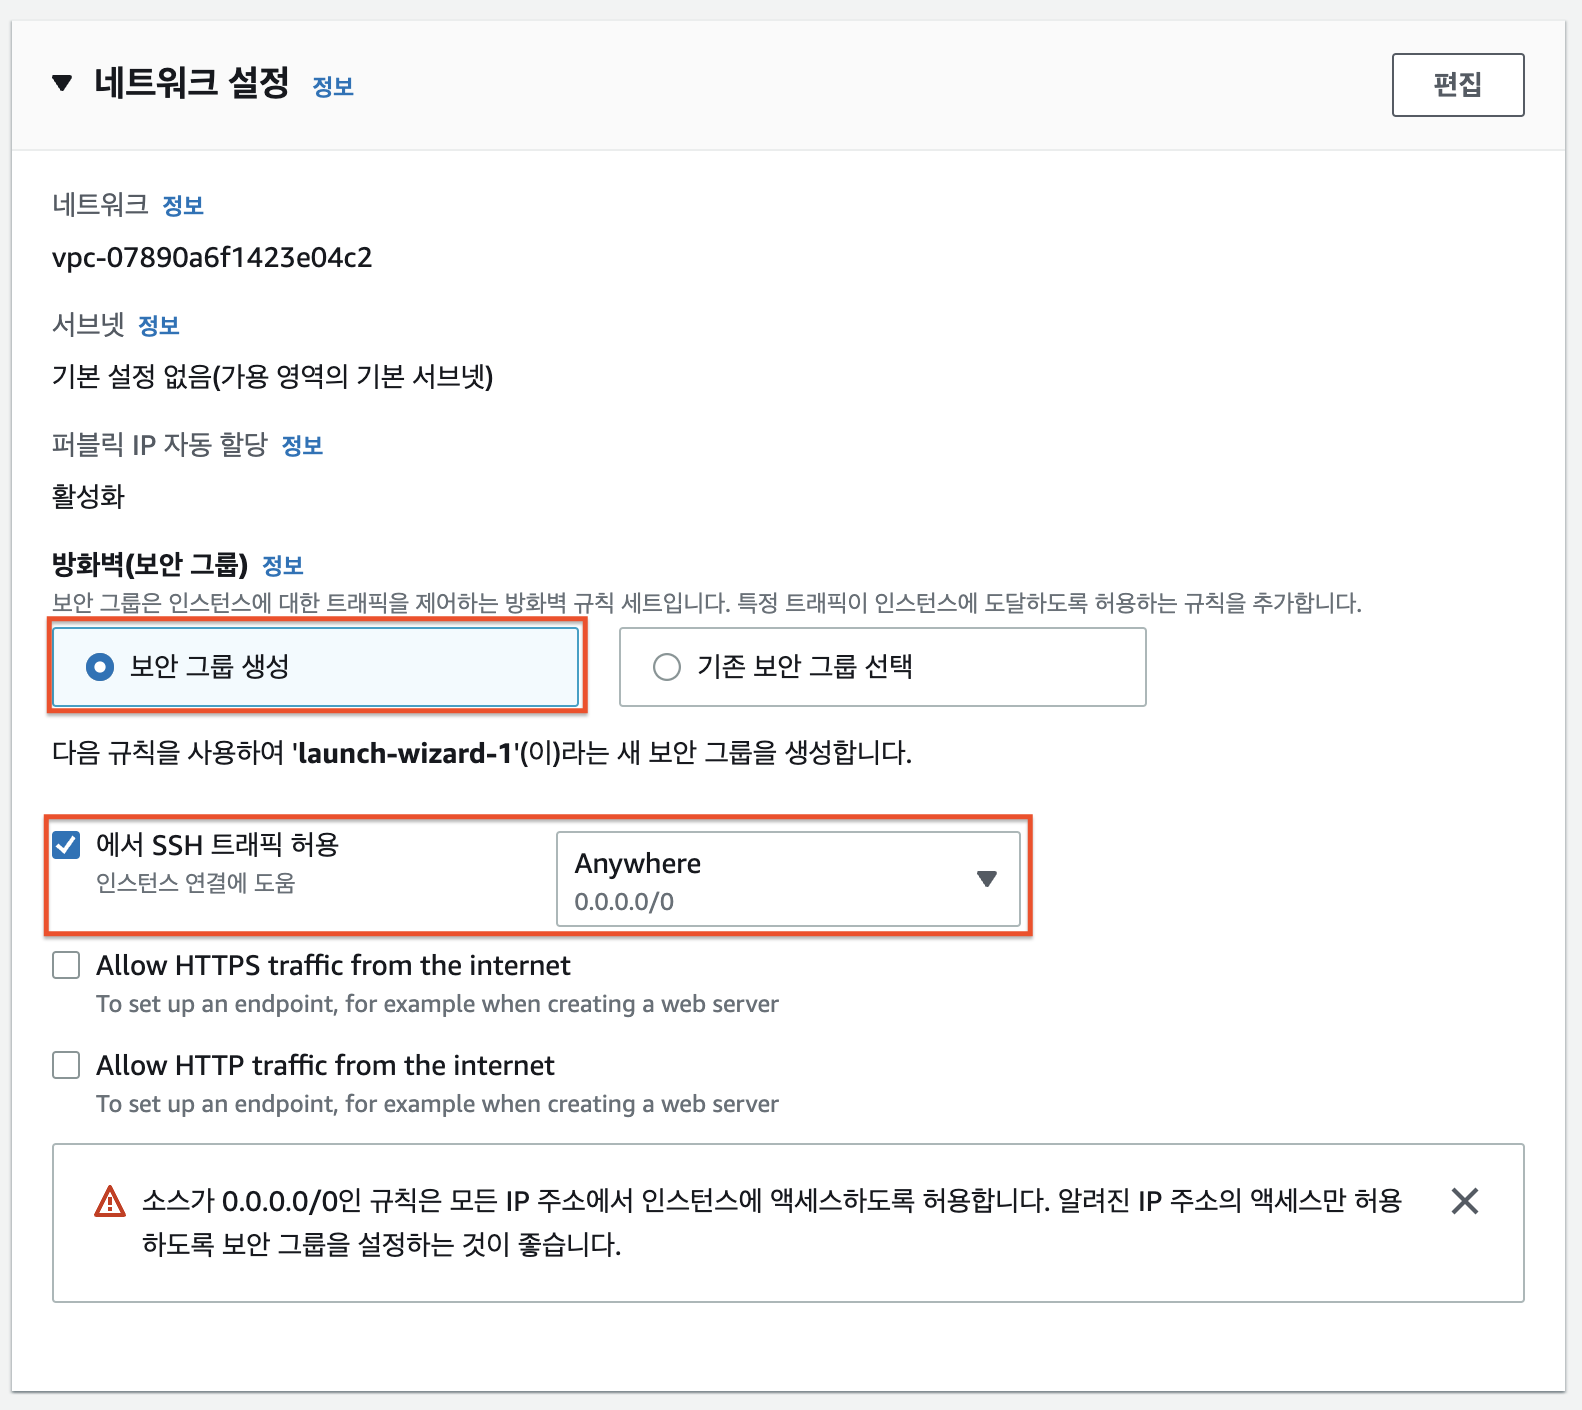 네트워크 설정 정보
편집
네트워크 정보
vpc-07890a6f1423e04c2
서브넷 정보
기본 설정 없음(가용 영역의 기본 서브넷)
퍼블릭 IP 자동 할당 정보
활성화
방화벽(보안 그룹) 정보
보안 그룹은 인스턴스에 대한 트래픽을 제어하는 방화벽 규칙 세트입니다. 특정 트래픽이 인스턴스에 도달하도록 허용하는 규칙을 추가합니다.
보안 그룹 생성
기존 보안 그룹 선택
다음 규칙을 사용하여 'launch-wizard-1'(이)라는 새 보안 그룹을 생성합니다.
에서 SSH 트래픽 허용
인스턴스 연결에 도움
Anywhere
0.0.0.0/0
Allow HTTPS traffic from the internet
To set up an endpoint, for example when creating a web server
Allow HTTP traffic from the internet
To set up an endpoint, for example when creating a web server
소스가 0.0.0.0/0인 규칙은 모든 IP 주소에서 인스턴스에 액세스하도록 허용합니다. 알려진 IP 주소의 액세스만 허용
하도록 보안 그룹을 설정하는 것이 좋습니다.